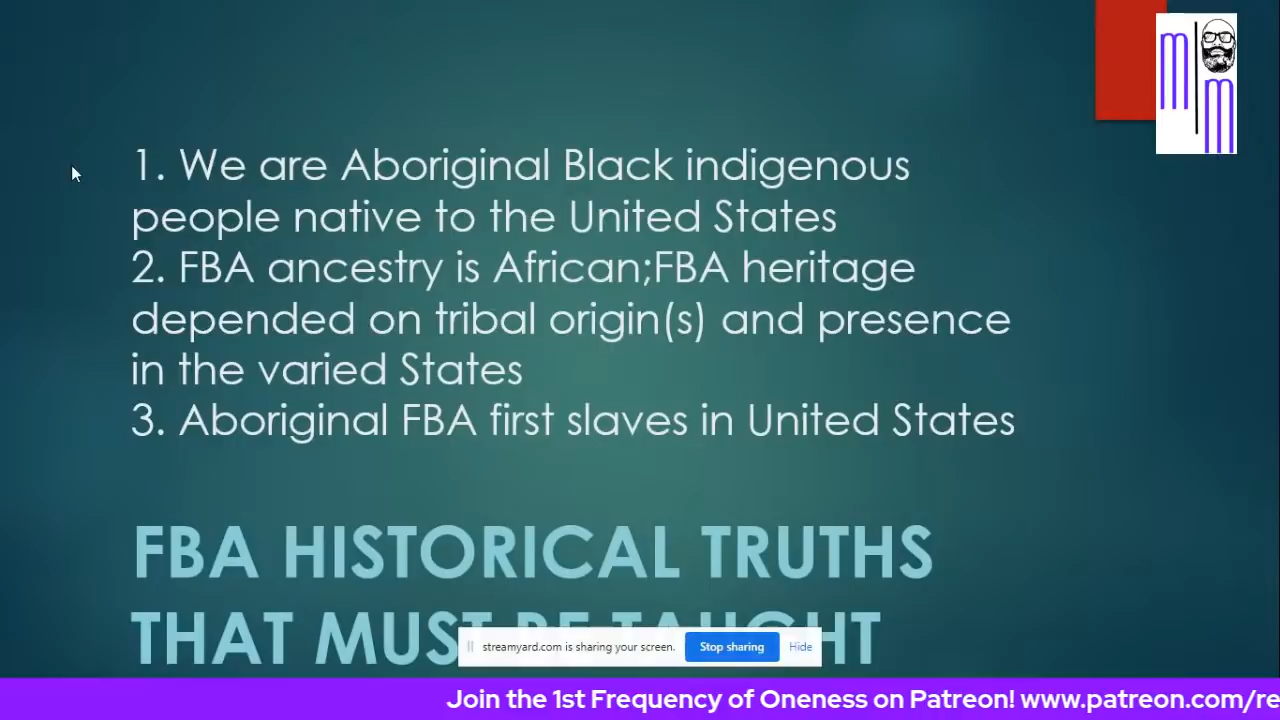 1. We are Aboriginal Black indigenous
people native to the United States
2. FBA ancestry is African;FBA heritage
depended on tribal origin(s) and presence
in the varied States
3. Aboriginal FBA first slaves in United States
FBA HISTORICAL TRUTHS
THAT MUST BE TAUGHT
streamyard.com is sharing your screen. Stop sharing Hide
Join the 1st Frequency of Oneness on Patreon! www.patreon.com/re
m m